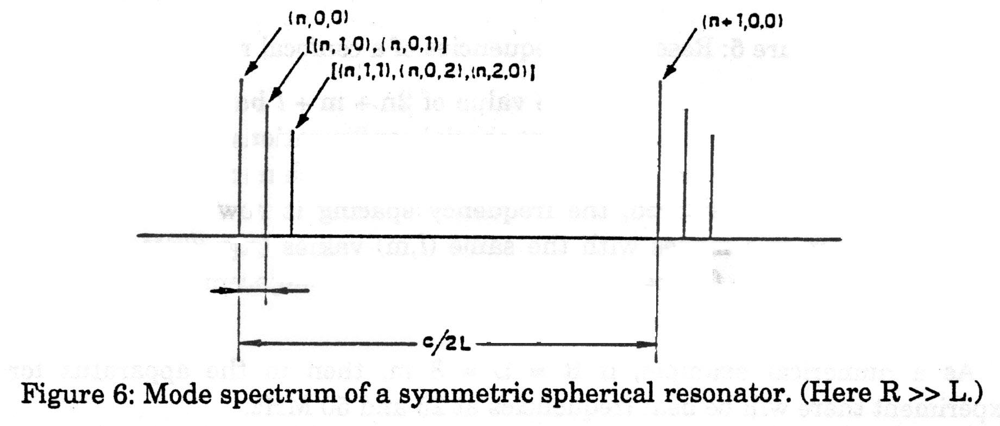 (n,0,0)
(n+1,0,0)
[(n,1,0),(n,0,1)]
[(n,1,1),(n,0,2),(n,2,0)]
c/2L
Figure 6: Mode spectrum of a symmetric spherical resonator. (Here R >> L.)